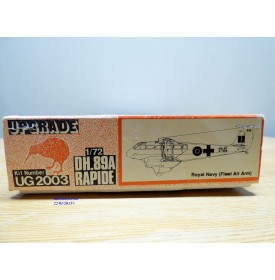 UPGRADE
Kit Number
UG 2003
1/72
DH.89A
RAPIDE
Royal Navy (Fleet Air Arm)